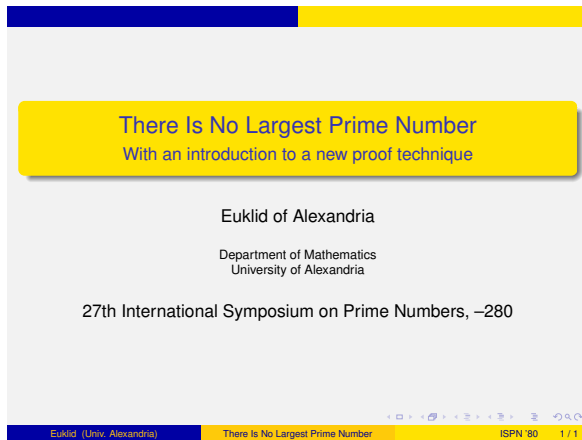 There Is No Largest Prime Number
With an introduction to a new proof technique
Euklid of Alexandria
Department of Mathematics
University of Alexandria
27th International Symposium on Prime Numbers, –280
Euklid (Univ. Alexandria) There Is No Largest Prime Number ISPN ’80 1 / 1